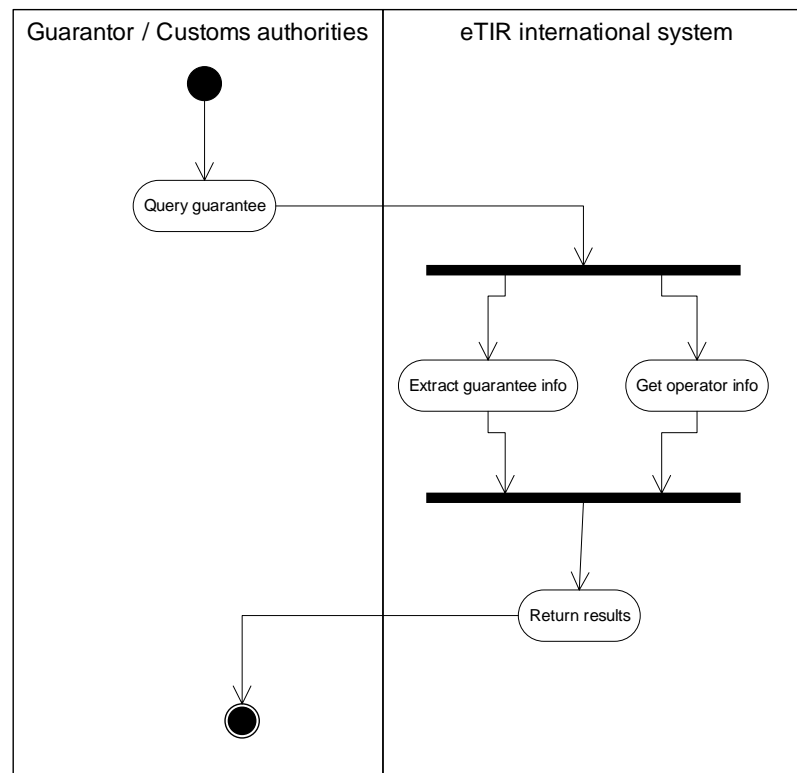 Guarantor / Customs authorities
eTIR international system
Query guarantee
Extract guarantee info
Get operator info
Return results